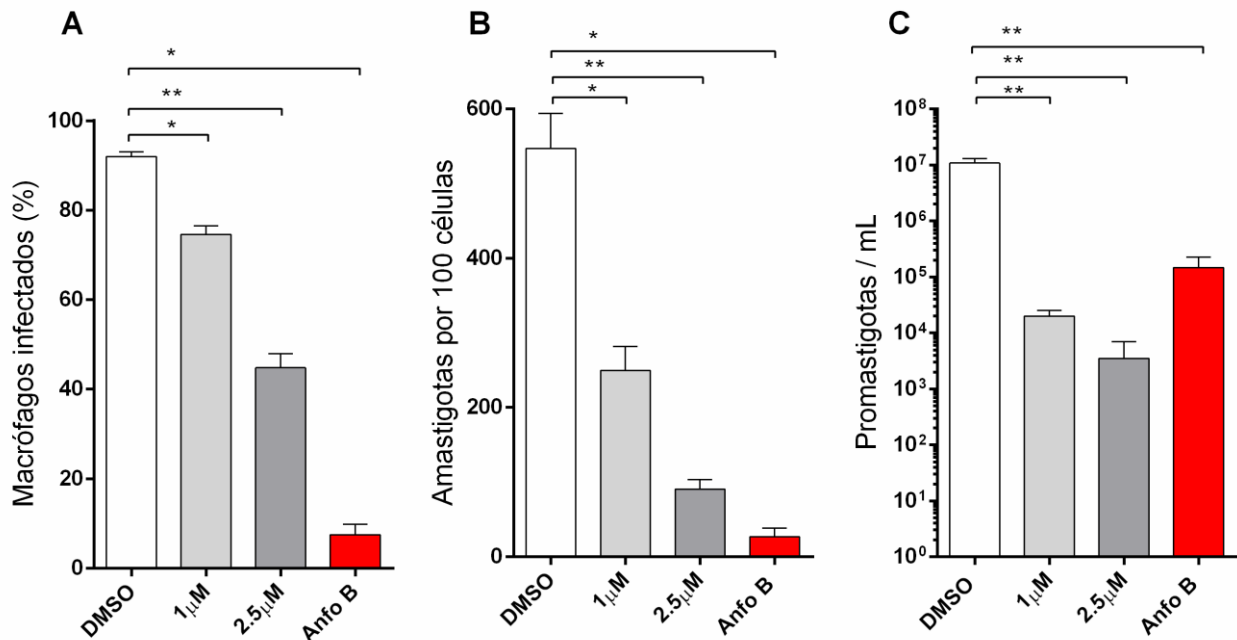 A
*
**
*
Macrófagos infectados (%)
100
80
60
40
20
0
DMSO
1µM
2.5µM
Anfo B
B
*
**
*
Amastigotas por 100 células
600
400
200
0
DMSO
1µM
2.5µM
Anfo B
C
**
**
**
Promastigotas / mL
10⁸
10⁷
10⁶
10⁵
10⁴
10³
10²
10¹
10⁰
DMSO
1µM
2.5µM
Anfo B